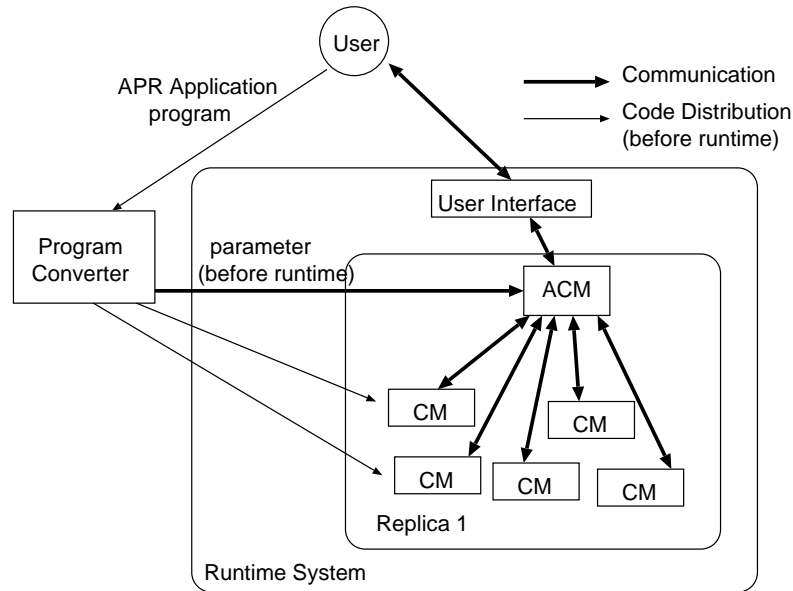 User
APR Application
program
Communication
Code Distribution
(before runtime)
User Interface
Program
Converter
parameter
(before runtime)
ACM
CM
CM
CM
CM
CM
Replica 1
Runtime System